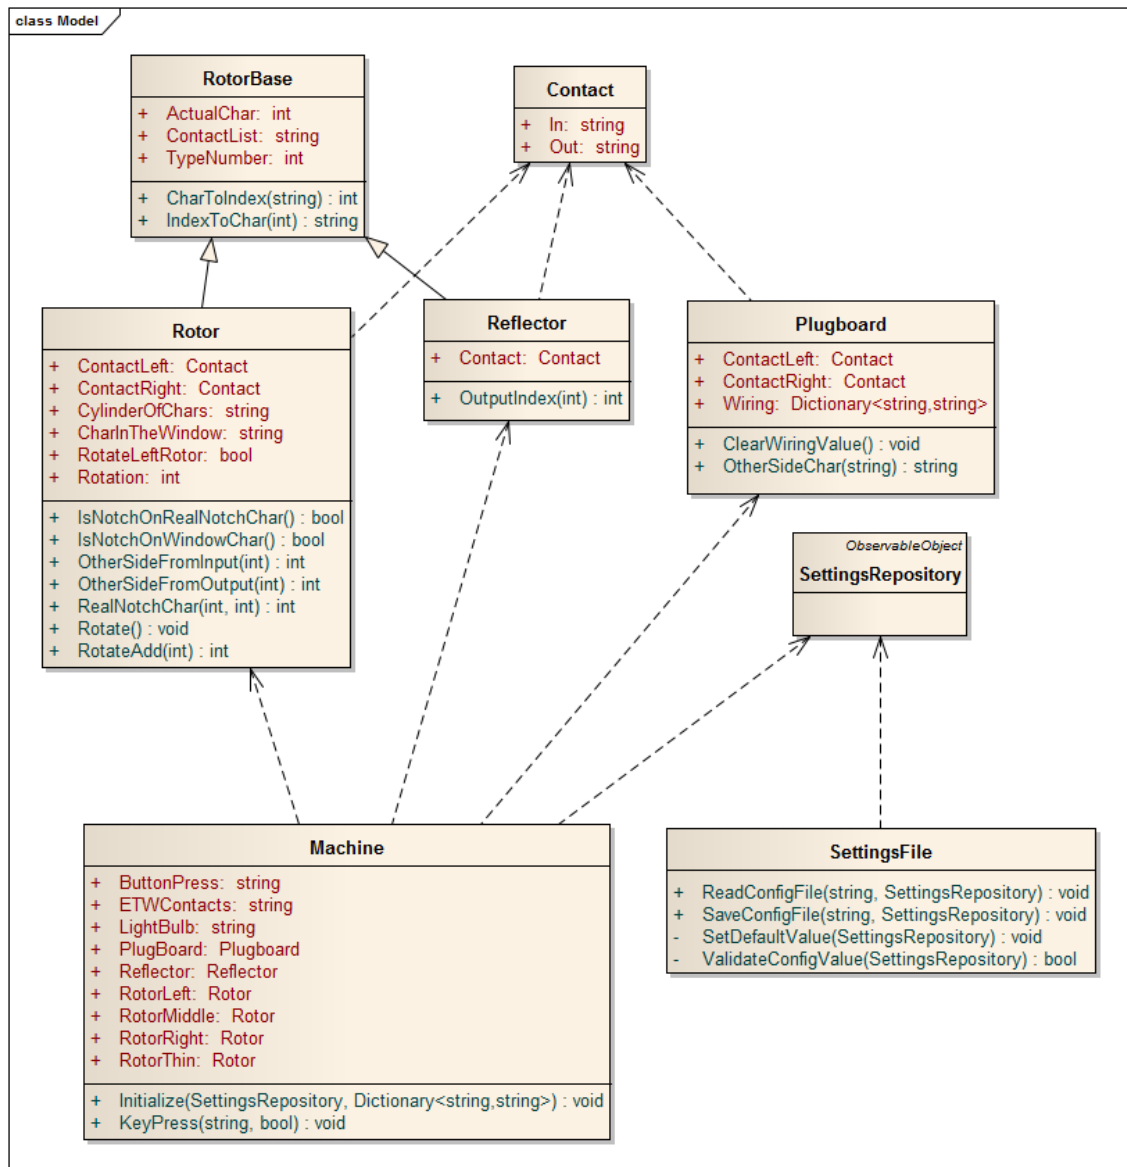 class Model
RotorBase
+ ActualChar: int
+ ContactList: string
+ TypeNumber: int
+ CharToIndex(string) : int
+ IndexToChar(int) : string
Contact
+ In: string
+ Out: string
Rotor
+ ContactLeft: Contact
+ ContactRight: Contact
+ CylinderOfChars: string
+ CharInTheWindow: string
+ RotateLeftRotor: bool
+ Rotation: int
+ IsNotchOnRealNotchChar() : bool
+ IsNotchOnWindowChar() : bool
+ OtherSideFromInput(int) : int
+ OtherSideFromOutput(int) : int
+ RealNotchChar(int, int) : int
+ Rotate() : void
+ RotateAdd(int) : int
Reflector
+ Contact: Contact
+ OutputIndex(int) : int
Plugboard
+ ContactLeft: Contact
+ ContactRight: Contact
+ Wiring: Dictionary<string,string>
+ ClearWiringValue() : void
+ OtherSideChar(string) : string
ObservableObject
SettingsRepository
Machine
+ ButtonPress: string
+ ETWContacts: string
+ LightBulb: string
+ PlugBoard: Plugboard
+ Reflector: Reflector
+ RotorLeft: Rotor
+ RotorMiddle: Rotor
+ RotorRight: Rotor
+ RotorThin: Rotor
+ Initialize(SettingsRepository, Dictionary<string,string>) : void
+ KeyPress(string, bool) : void
SettingsFile
+ ReadConfigFile(string, SettingsRepository) : void
+ SaveConfigFile(string, SettingsRepository) : void
- SetDefaultValue(SettingsRepository) : void
- ValidateConfigValue(SettingsRepository) : bool